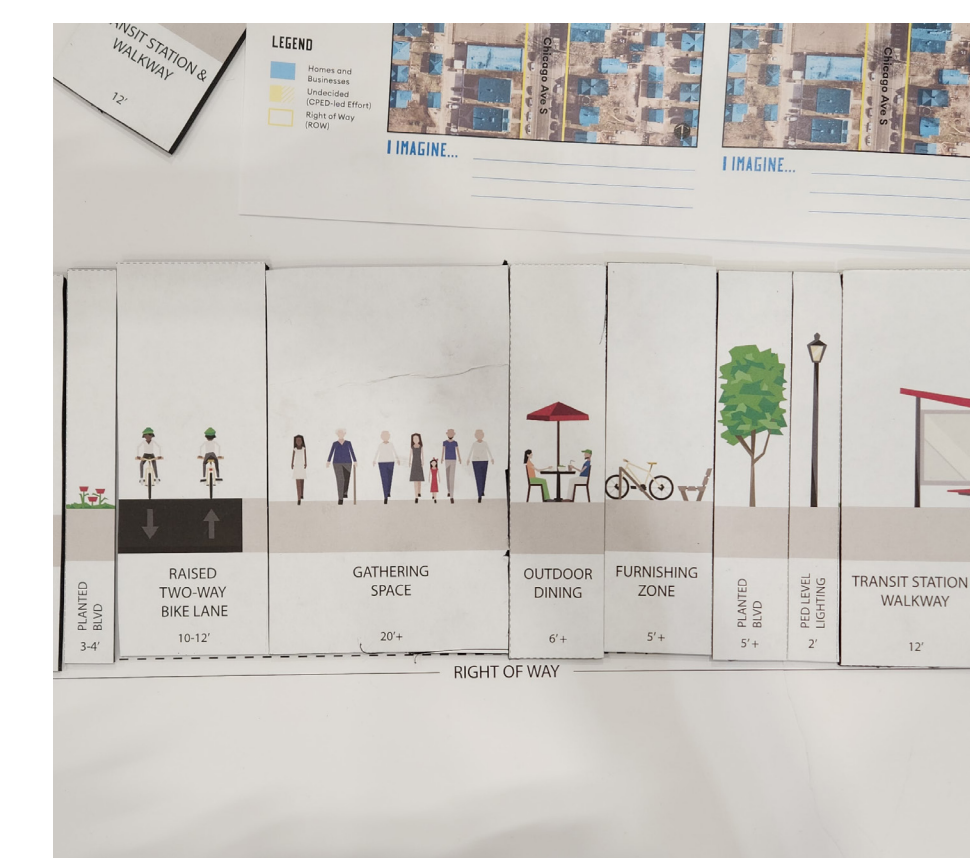 ANSIT STATION &
WALKWAY
12'
LEGEND
Homes and
Businesses
Undecided
(CPED-led Effort)
Right of Way
(ROW)
Chicago Ave S
I IMAGINE...
Chicago Ave S
I IMAGINE...
PLANTED
BLVD
3-4'
RAISED
TWO-WAY
BIKE LANE
10-12'
GATHERING
SPACE
20'+
OUTDOOR
DINING
6'+
FURNISHING
ZONE
5'+
PLANTED
BLVD
5'+
PED LEVEL
LIGHTING
2'
TRANSIT STATION
WALKWAY
12'
RIGHT OF WAY